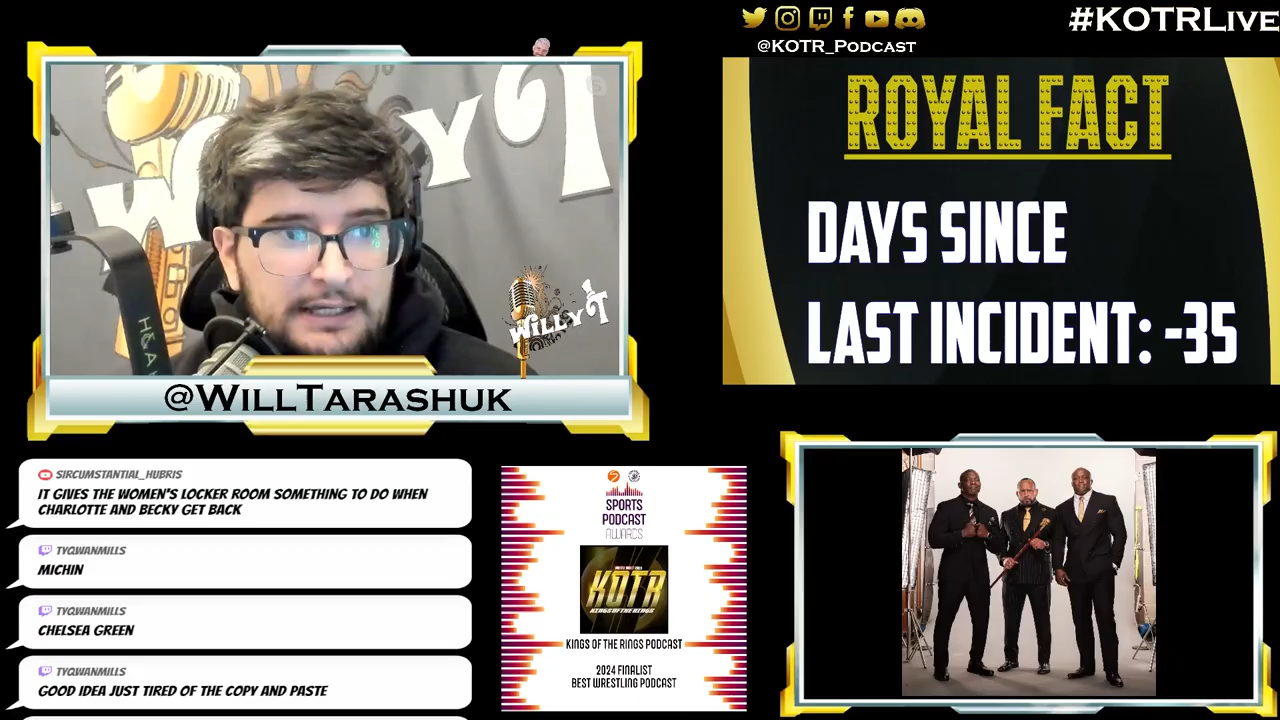 #KOTRLive
@KOTR_Podcast
ROYAL FACT
DAYS SINCE
LAST INCIDENT: -35
WILLY T
@WillTarashuk
SIRCUMSTANTIAL_HUBRIS
IT GIVES THE WOMEN'S LOCKER ROOM SOMETHING TO DO WHEN
CHARLOTTE AND BECKY GET BACK
TYQWANMILLS
MICHIN
TYQWANMILLS
CHELSEA GREEN
TYQWANMILLS
GOOD IDEA JUST TIRED OF THE COPY AND PASTE
SPORTS
PODCAST
AWARDS
KOTR
KINGS OF THE RINGS
KINGS OF THE RINGS PODCAST
2024 FINALIST
BEST WRESTLING PODCAST